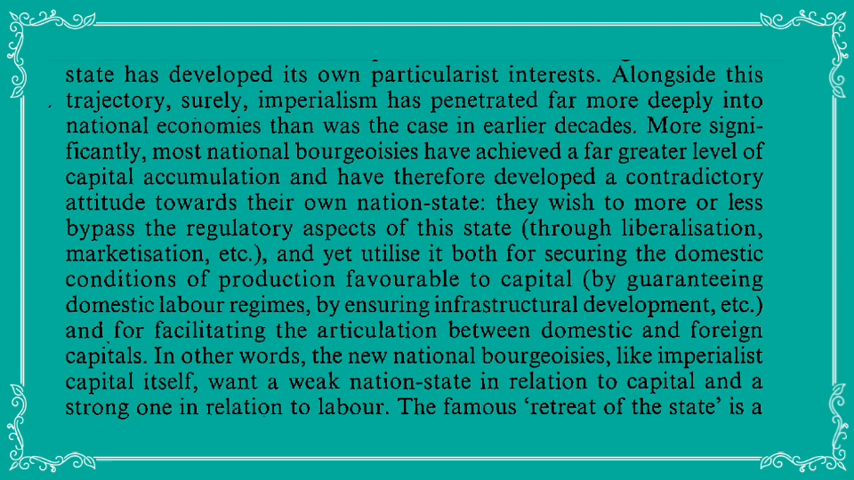 state has developed its own particularist interests. Alongside this
trajectory, surely, imperialism has penetrated far more deeply into
national economies than was the case in earlier decades. More signi-
ficantly, most national bourgeoisies have achieved a far greater level of
capital accumulation and have therefore developed a contradictory
attitude towards their own nation-state: they wish to more or less
bypass the regulatory aspects of this state (through liberalisation,
marketisation, etc.), and yet utilise it both for securing the domestic
conditions of production favourable to capital (by guaranteeing
domestic labour regimes, by ensuring infrastructural development, etc.)
and for facilitating the articulation between domestic and foreign
capitals. In other words, the new national bourgeoisies, like imperialist
capital itself, want a weak nation-state in relation to capital and a
strong one in relation to labour. The famous ‘retreat of the state’ is a